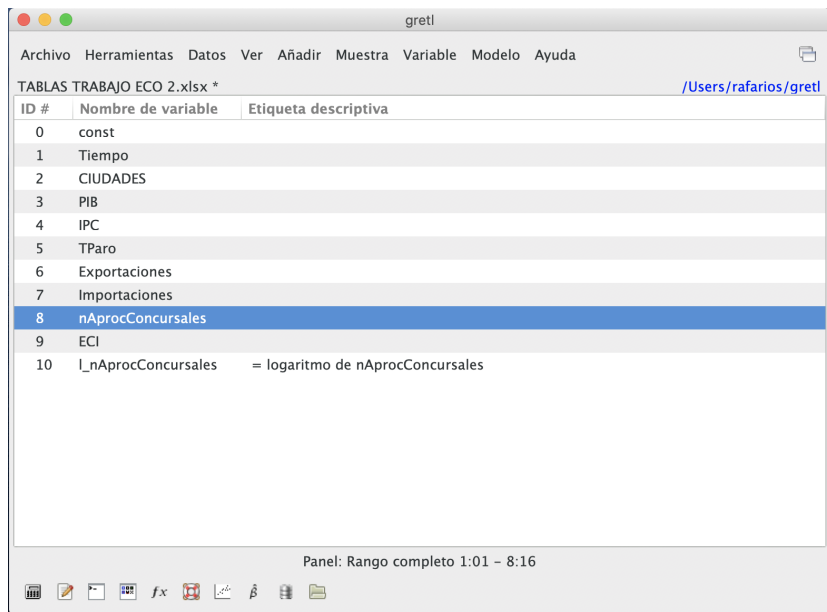 gretl
Archivo Herramientas Datos Ver Añadir Muestra Variable Modelo Ayuda
TABLAS TRABAJO ECO 2.xlsx * /Users/rafarios/gretl
ID # Nombre de variable Etiqueta descriptiva
0 const
1 Tiempo
2 CIUDADES
3 PIB
4 IPC
5 TParo
6 Exportaciones
7 Importaciones
8 nAprocConcursales
9 ECI
10 l_nAprocConcursales = logaritmo de nAprocConcursales
Panel: Rango completo 1:01 – 8:16
fx β̂